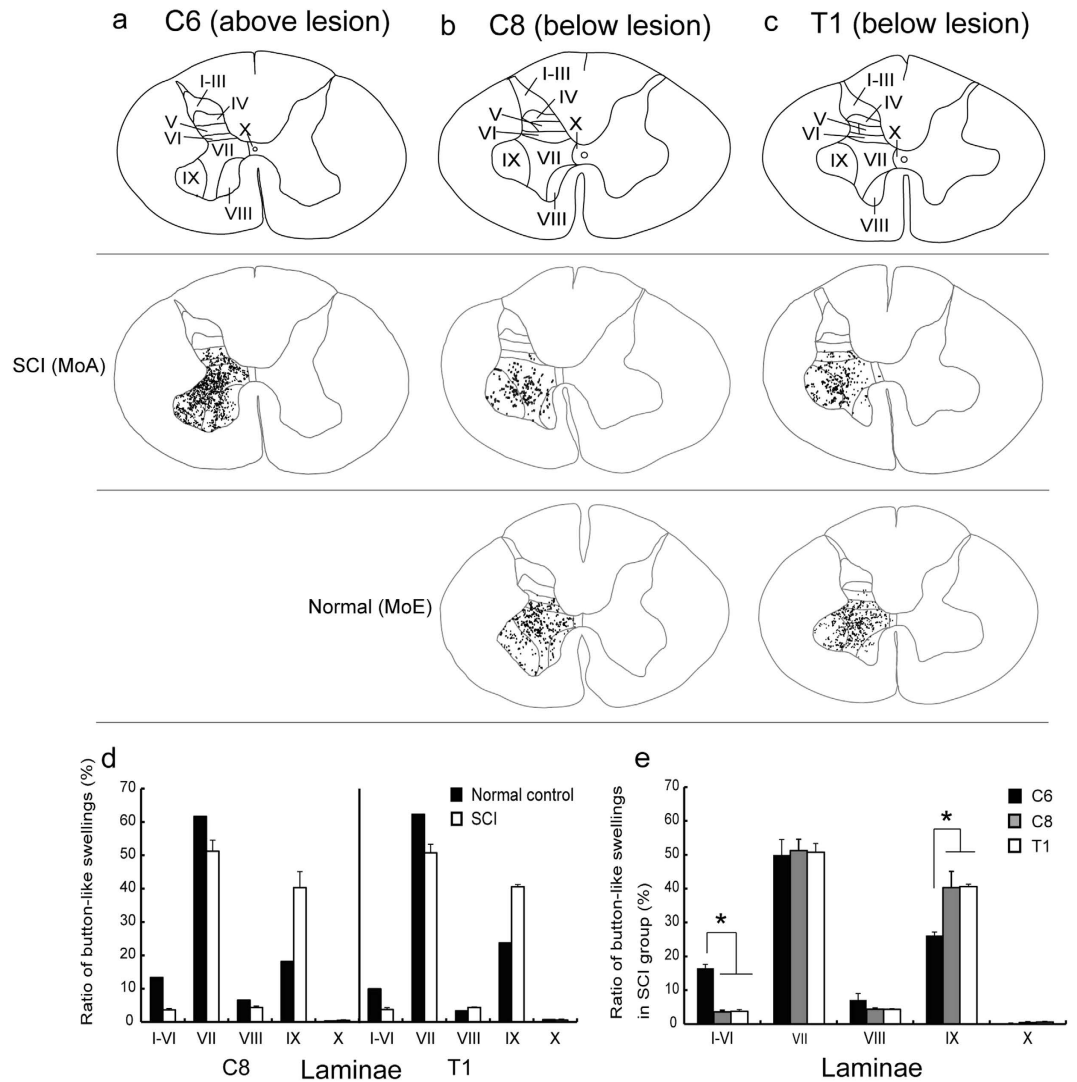 a C6 (above lesion) b C8 (below lesion) c T1 (below lesion)
I-III
IV
V
VI
VII
X
IX
VIII
I-III
IV
V
VI
X
VII
IX
VIII
I-III
IV
V
VI
X
VII
IX
VIII
SCI (MoA)
Normal (MoE)
d
Ratio of button-like swellings (%)
70
60
50
40
30
20
10
0
Normal control
SCI
I-VI VII VIII IX X I-VI VII VIII IX X
C8 Laminae T1
e
Ratio of button-like swellings
in SCI group (%)
70
60
50
40
30
20
10
0
C6
C8
T1
*
*
I-VI VII VIII IX X
Laminae